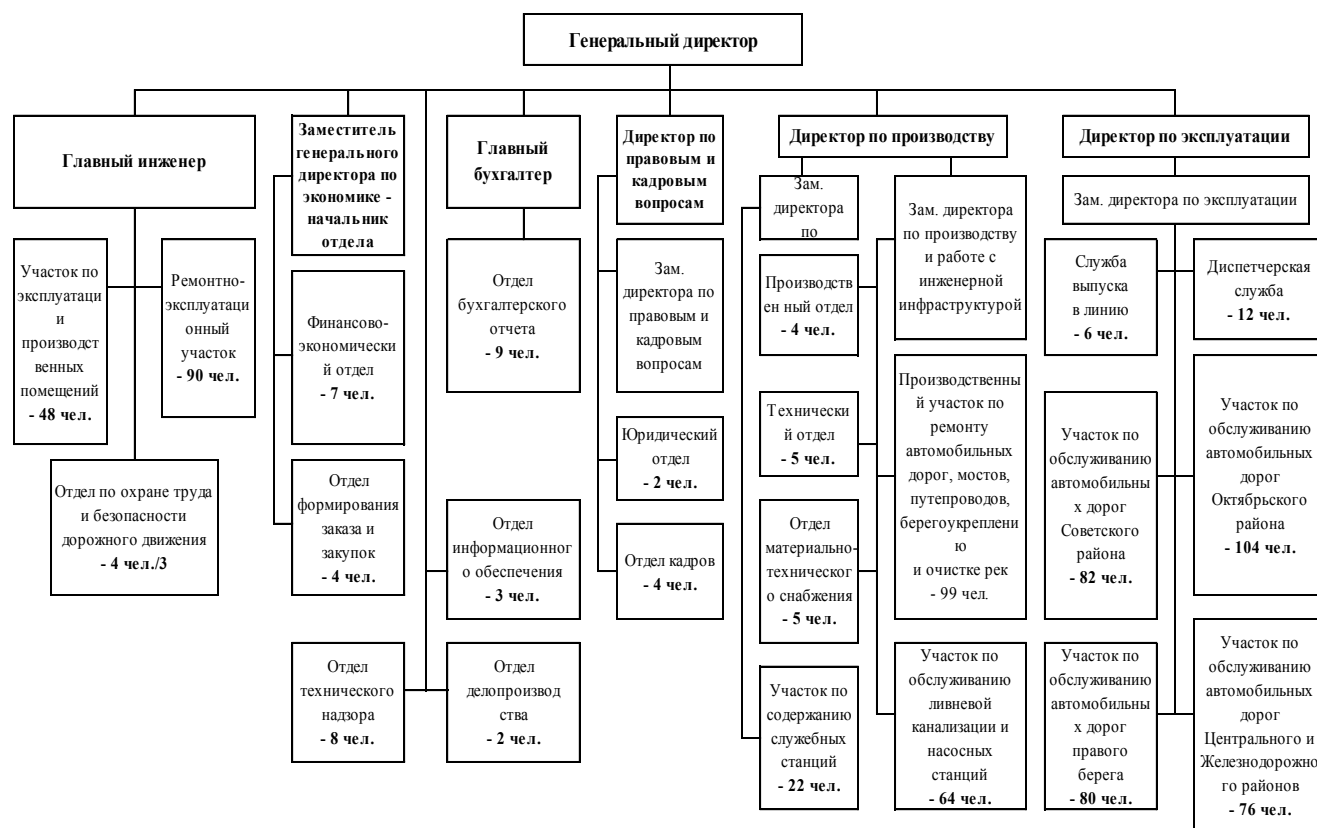 Генеральный директор
Главный инженер
Заместитель
генерального
директора по
экономике -
начальник
отдела
Главный
бухгалтер
Директор по
правовым и
кадровым
вопросам
Директор по производству
Директор по эксплуатации
Участок по
эксплуатаци
и
производст
венных
помещений
- 48 чел.
Ремонтно-
эксплуатаци
онный
участок
- 90 чел.
Отдел по охране труда
и безопасности
дорожного движения
- 4 чел./3
Финансово-
экономически
й отдел
- 7 чел.
Отдел
формирования
заказа и
закупок
- 4 чел.
Отдел
технического
надзора
- 8 чел.
Отдел
бухгалтерского
отчета
- 9 чел.
Отдел
информационног
о обеспечения
- 3 чел.
Отдел
делопроизвод
ства
- 2 чел.
Зам.
директора по
правовым и
кадровым
вопросам
Юридический
отдел
- 2 чел.
Отдел кадров
- 4 чел.
Зам.
директора
по
Производств
ен ный отдел
- 4 чел.
Технически
й отдел
- 5 чел.
Отдел
материально-
техническог
о снабжения
- 5 чел.
Участок по
содержанию
служебных
станций
- 22 чел.
Зам. директора
по производству
и работе с
инженерной
инфраструктурой
Производственны
й участок по
ремонту
автомобильных
дорог, мостов,
путепроводов,
берегоукреплени
ю
и очистке рек
- 99 чел.
Участок по
обслуживанию
ливневой
канализации и
насосных
станций
- 64 чел.
Зам. директора по эксплуатации
Служба
выпуска
в линию
- 6 чел.
Диспетчерская
служба
- 12 чел.
Участок по
обслуживанию
автомобильны
х дорог
Советского
района
- 82 чел.
Участок по
обслуживанию
автомобильных
дорог
Октябрьского
района
- 104 чел.
Участок по
обслуживанию
автомобильны
х дорог
правого
берега
- 80 чел.
Участок по
обслуживанию
автомобильных
дорог
Центрального и
Железнодорожно
го районов
- 76 чел.